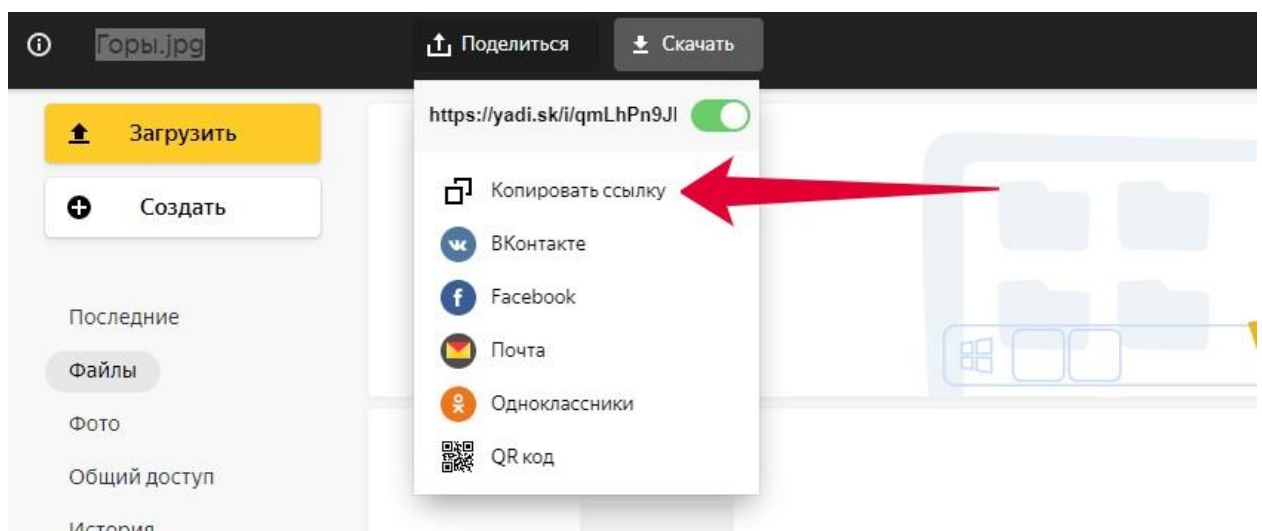 Горы.jpg
Поделиться
Скачать
https://yadi.sk/i/qmLhPn9Jl
Загрузить
Создать
Копировать ссылку
ВКонтакте
Facebook
Почта
Одноклассники
QR код
Последние
Файлы
Фото
Общий доступ
История